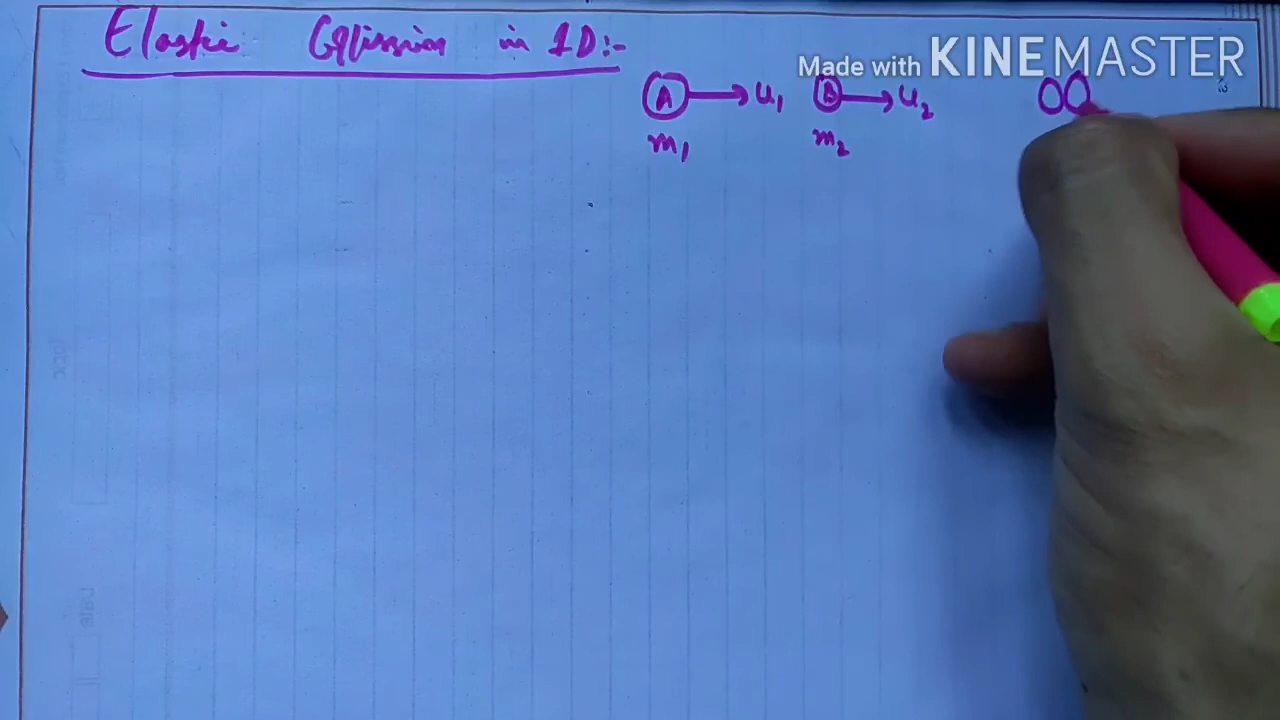 Elastic Collision in 1D:-
Made with KINEMASTER
A → u1 B → u2
m1 m2